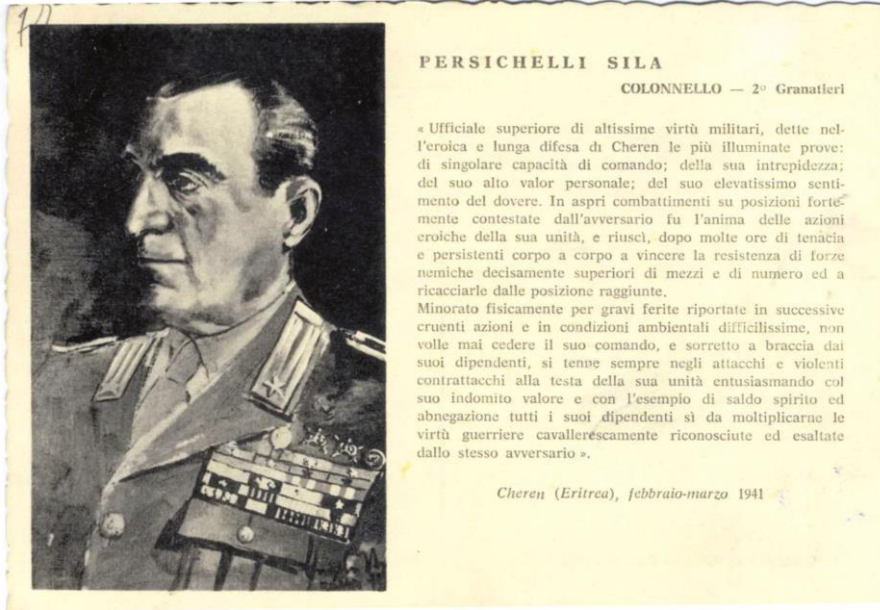 PERSICHELLI SILA
COLONNELLO — 2º Granatieri
« Ufficiale superiore di altissime virtù militari, dette nel-
l'eroica e lunga difesa di Cheren le più illuminate prove:
di singolare capacità di comando; della sua intrepidezza;
del suo alto valor personale; del suo elevatissimo senti-
mento del dovere. In aspri combattimenti su posizioni forte-
mente contestate dall'avversario fu l'anima delle azioni
eroiche della sua unità, e riuscì, dopo molte ore di tenacia
e persistenti corpo a corpo a vincere la resistenza di forze
nemiche decisamente superiori di mezzi e di numero ed a
ricacciarle dalle posizione raggiunte.
Minorato fisicamente per gravi ferite riportate in successive
cruenti azioni e in condizioni ambientali difficilissime, non
volle mai cedere il suo comando, e sorretto a braccia dai
suoi dipendenti, si tenne sempre negli attacchi e violenti
contrattacchi alla testa della sua unità entusiasmando col
suo indomito valore e con l'esempio di saldo spirito ed
abnegazione tutti i suoi dipendenti sì da moltiplicarne le
virtù guerriere cavallerescamente riconosciute ed esaltate
dallo stesso avversario ».
Cheren (Eritrea), febbraio-marzo 1941